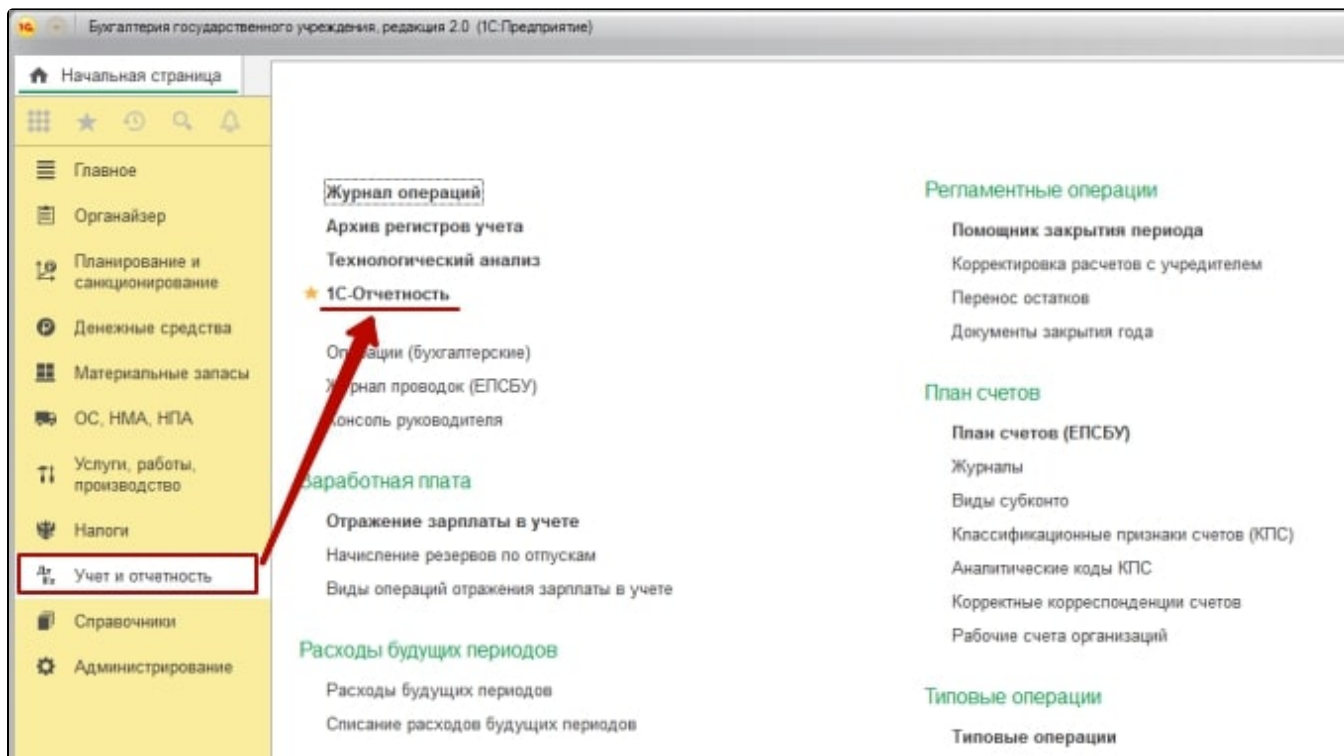 1С Бухгалтерия государственного учреждения, редакция 2.0 (1С:Предприятие)
Начальная страница
Главное
Органайзер
Планирование и
санкционирование
Денежные средства
Материальные запасы
ОС, НМА, НПА
Услуги, работы,
производство
Налоги
Учет и отчетность
Справочники
Администрирование
Журнал операций
Архив регистров учета
Технологический анализ
1С-Отчетность
(бухгалтерские)
проводок (ЕПСБУ)
руководителя
Заработная плата
Отражение зарплаты в учете
Начисление резервов по отпускам
Виды операций отражения зарплаты в учете
Расходы будущих периодов
Расходы будущих периодов
Списание расходов будущих периодов
Регламентные операции
Помощник закрытия периода
Корректировка расчетов с учредителем
Перенос остатков
Документы закрытия года
План счетов
План счетов (ЕПСБУ)
Журналы
Виды субконто
Классификационные признаки счетов (КПС)
Аналитические коды КПС
Корректные корреспонденции счетов
Рабочие счета организаций
Типовые операции
Типовые операции